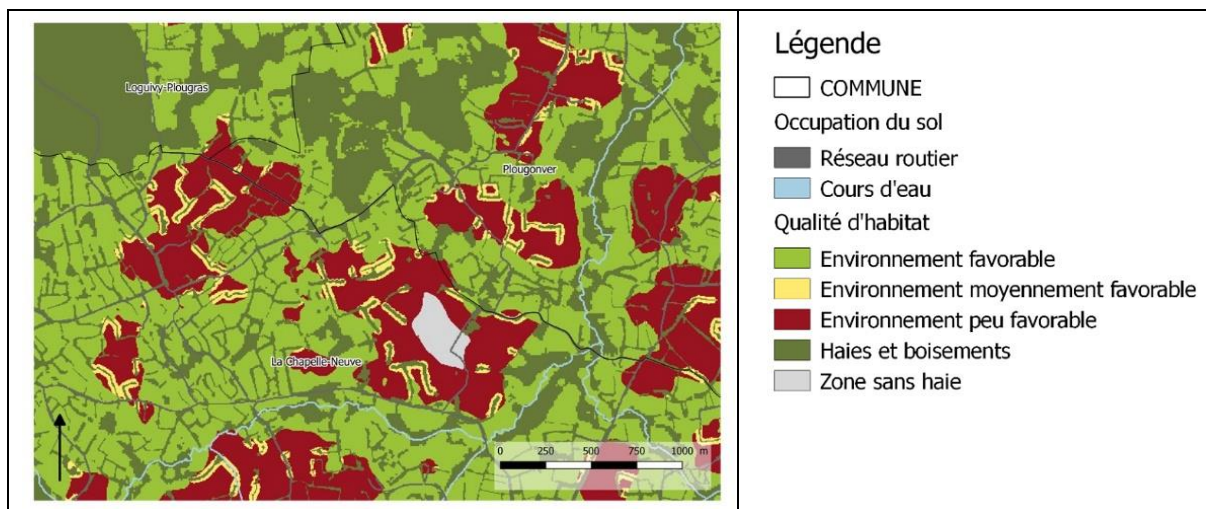 Loguivy-Plougras
Plougonver
La Chapelle-Neuve
0 250 500 750 1000 m
Légende
COMMUNE
Occupation du sol
Réseau routier
Cours d'eau
Qualité d'habitat
Environnement favorable
Environnement moyennement favorable
Environnement peu favorable
Haies et boisements
Zone sans haie